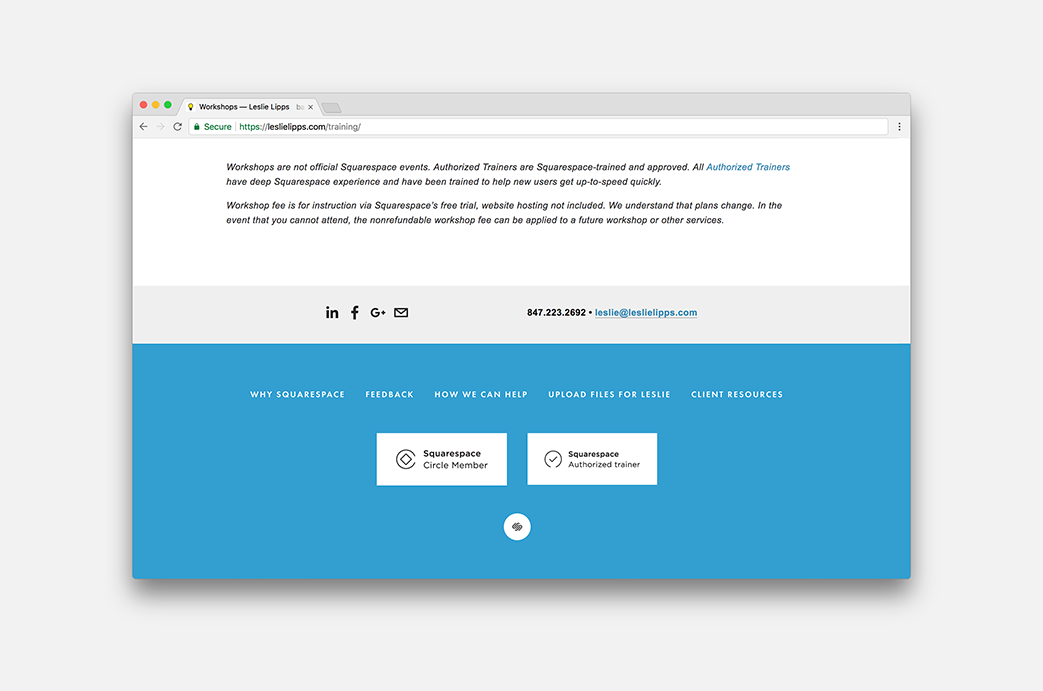 Workshops — Leslie Lipps
Secure https://leslielipps.com/training/
Workshops are not official Squarespace events. Authorized Trainers are Squarespace-trained and approved. All Authorized Trainers
have deep Squarespace experience and have been trained to help new users get up-to-speed quickly.
Workshop fee is for instruction via Squarespace's free trial, website hosting not included. We understand that plans change. In the
event that you cannot attend, the nonrefundable workshop fee can be applied to a future workshop or other services.
in f G+ 847.223.2692 • leslie@leslielipps.com
WHY SQUARESPACE FEEDBACK HOW WE CAN HELP UPLOAD FILES FOR LESLIE CLIENT RESOURCES
Squarespace
Circle Member
Squarespace
Authorized trainer